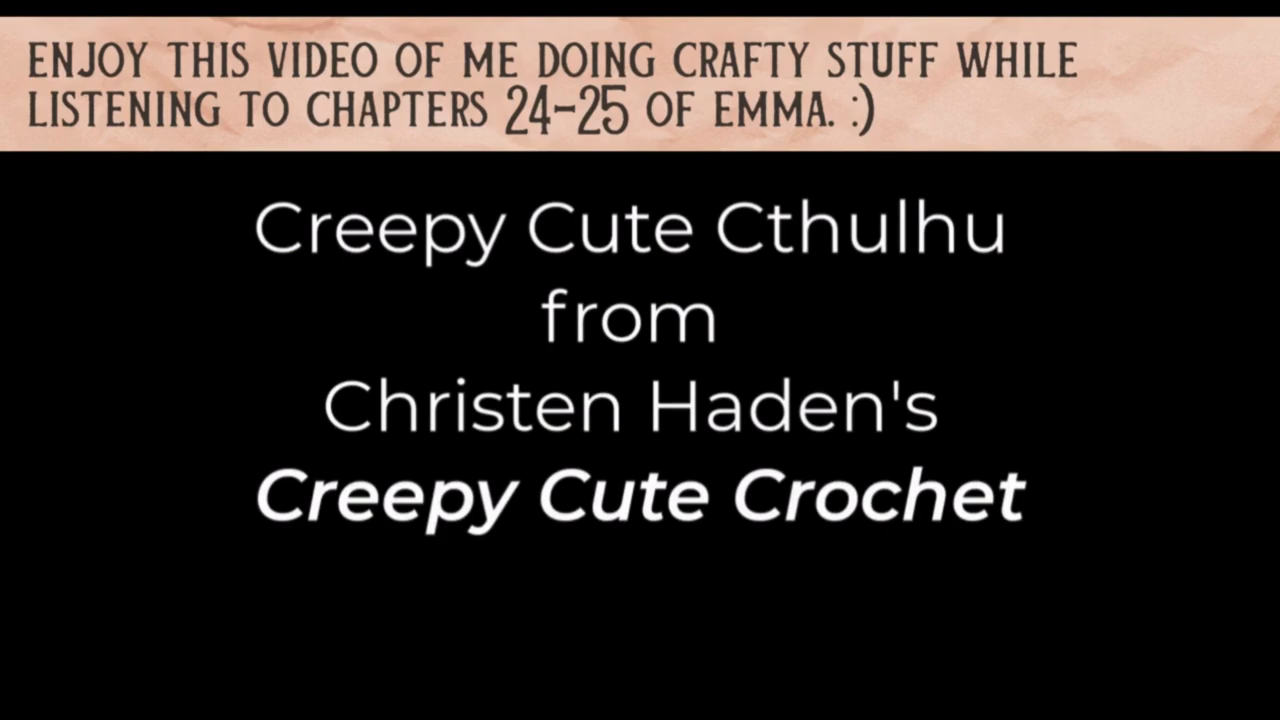 ENJOY THIS VIDEO OF ME DOING CRAFTY STUFF WHILE
LISTENING TO CHAPTERS 24-25 OF EMMA. :)
Creepy Cute Cthulhu
from
Christen Haden's
Creepy Cute Crochet